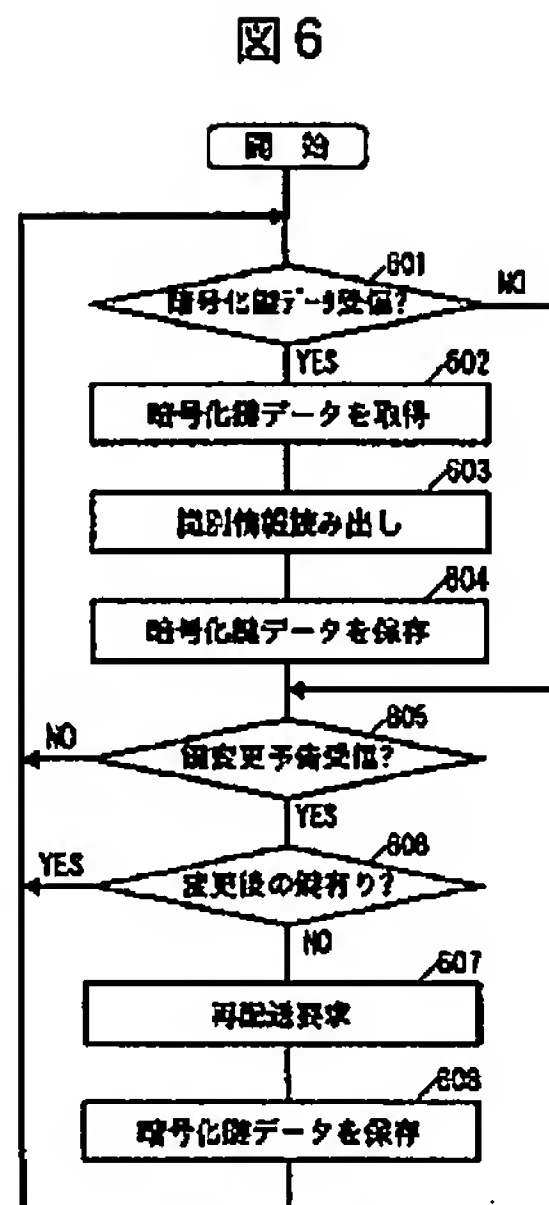 図6
開始
601
暗号化鍵データ受信?
NO
YES
602
暗号化鍵データを取得
603
識別情報読み出し
604
暗号化鍵データを保存
605
鍵変更予備受信?
NO
YES
606
変更後の鍵有り?
YES
NO
607
再配送要求
608
暗号化鍵データを保存